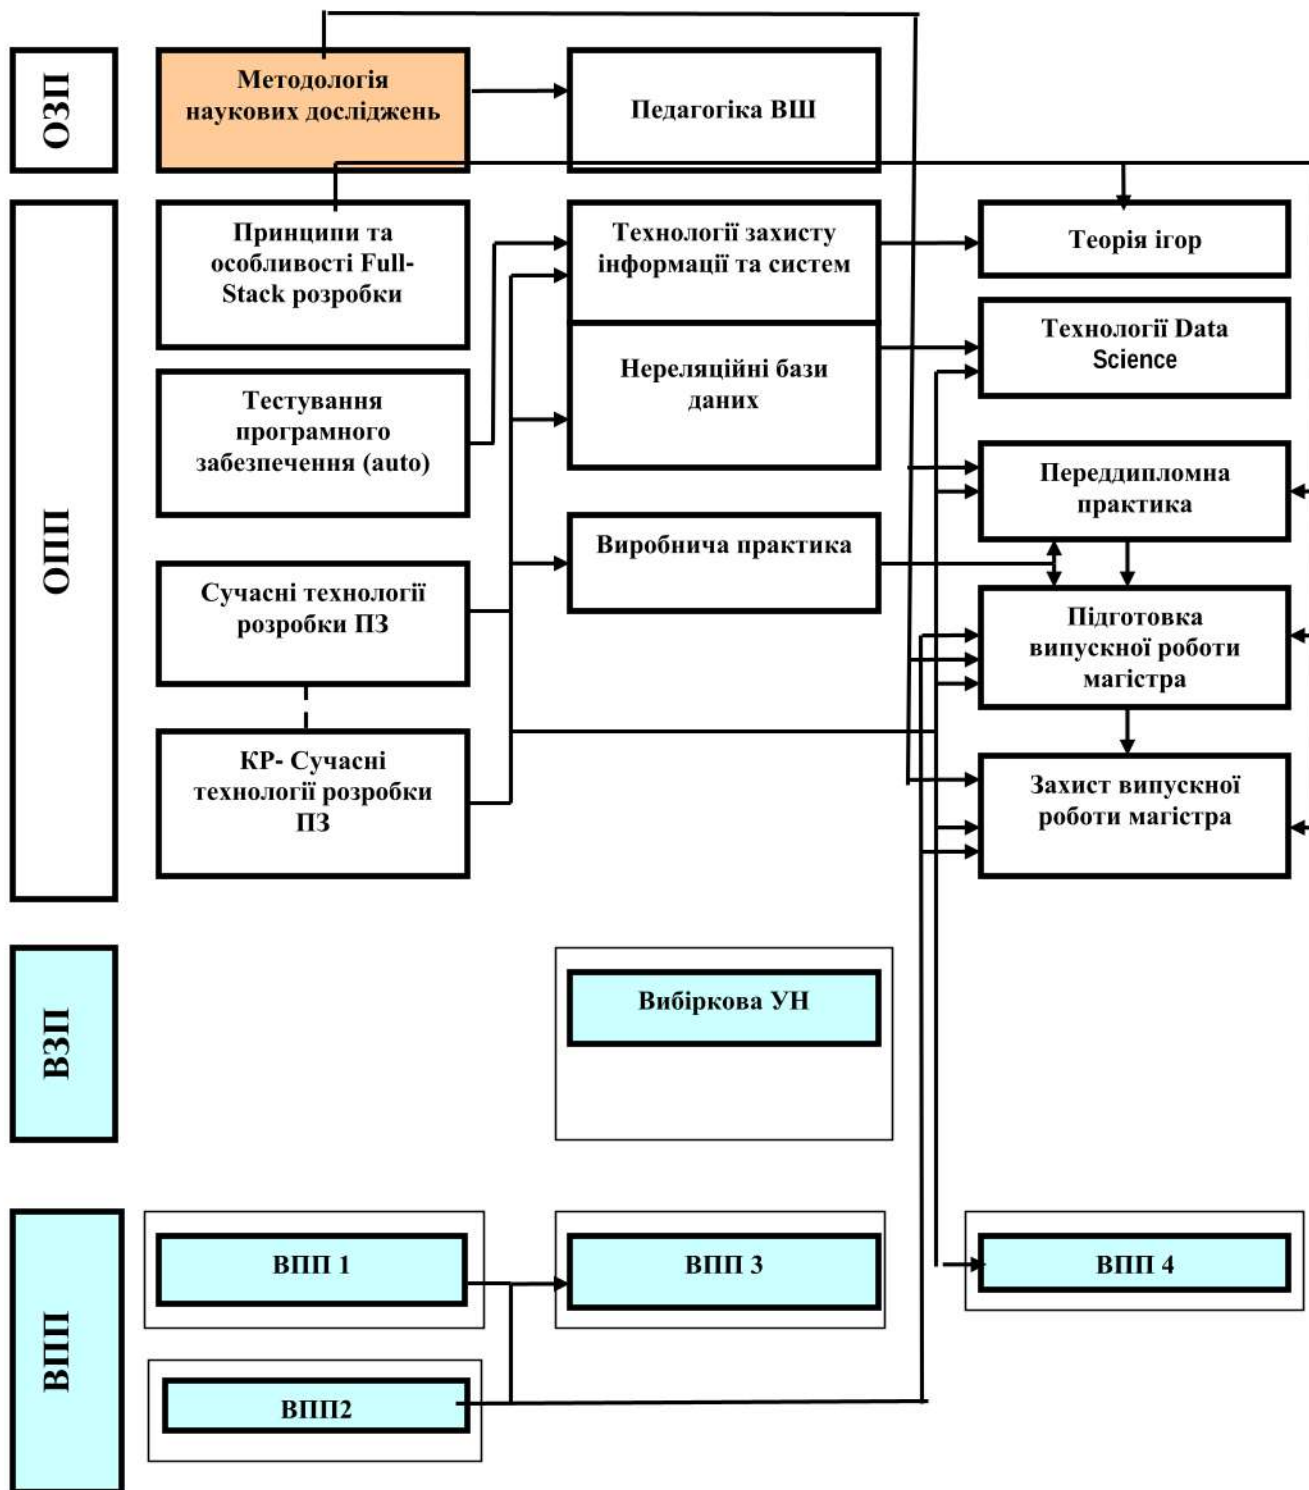 ОЗП
Методологія
наукових досліджень
Педагогіка ВШ
ОПП
Принципи та
особливості Full-
Stack розробки
Технології захисту
інформації та систем
Теорія ігор
Технології Data
Science
Нереляційні бази
даних
Тестування
програмного
забезпечення (auto)
Переддипломна
практика
Виробнича практика
Сучасні технології
розробки ПЗ
Підготовка
випускної роботи
магістра
КР- Сучасні
технології розробки
ПЗ
Захист випускної
роботи магістра
ВЗП
Вибіркова УН
ВПП
ВПП 1
ВПП 3
ВПП 4
ВПП2